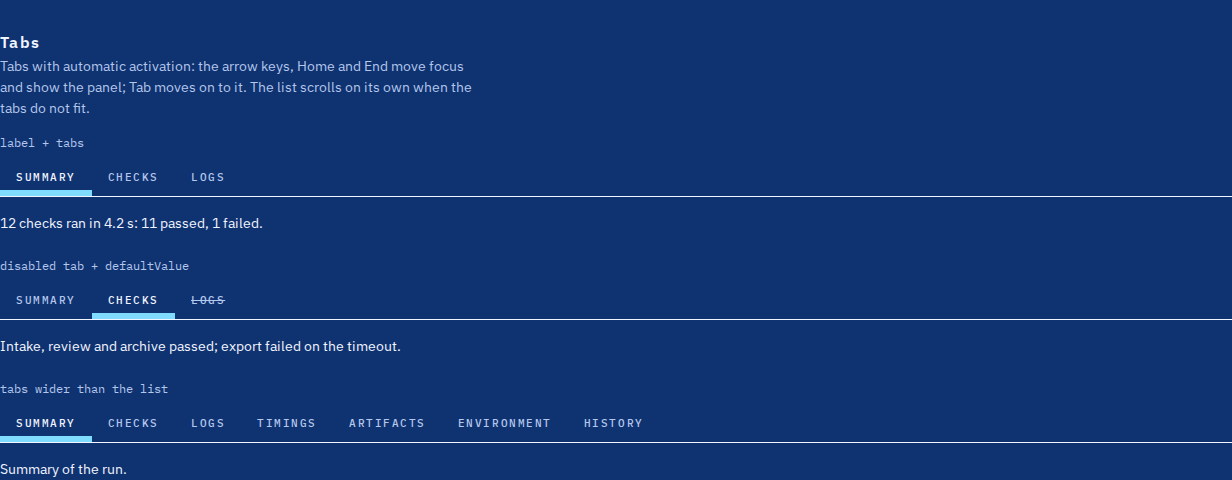 Tabs
Tabs with automatic activation: the arrow keys, Home and End move focus
and show the panel; Tab moves on to it. The list scrolls on its own when the
tabs do not fit.
label + tabs
SUMMARY CHECKS LOGS
12 checks ran in 4.2 s: 11 passed, 1 failed.
disabled tab + defaultValue
SUMMARY CHECKS LOGS
Intake, review and archive passed; export failed on the timeout.
tabs wider than the list
SUMMARY CHECKS LOGS TIMINGS ARTIFACTS ENVIRONMENT HISTORY
Summary of the run.